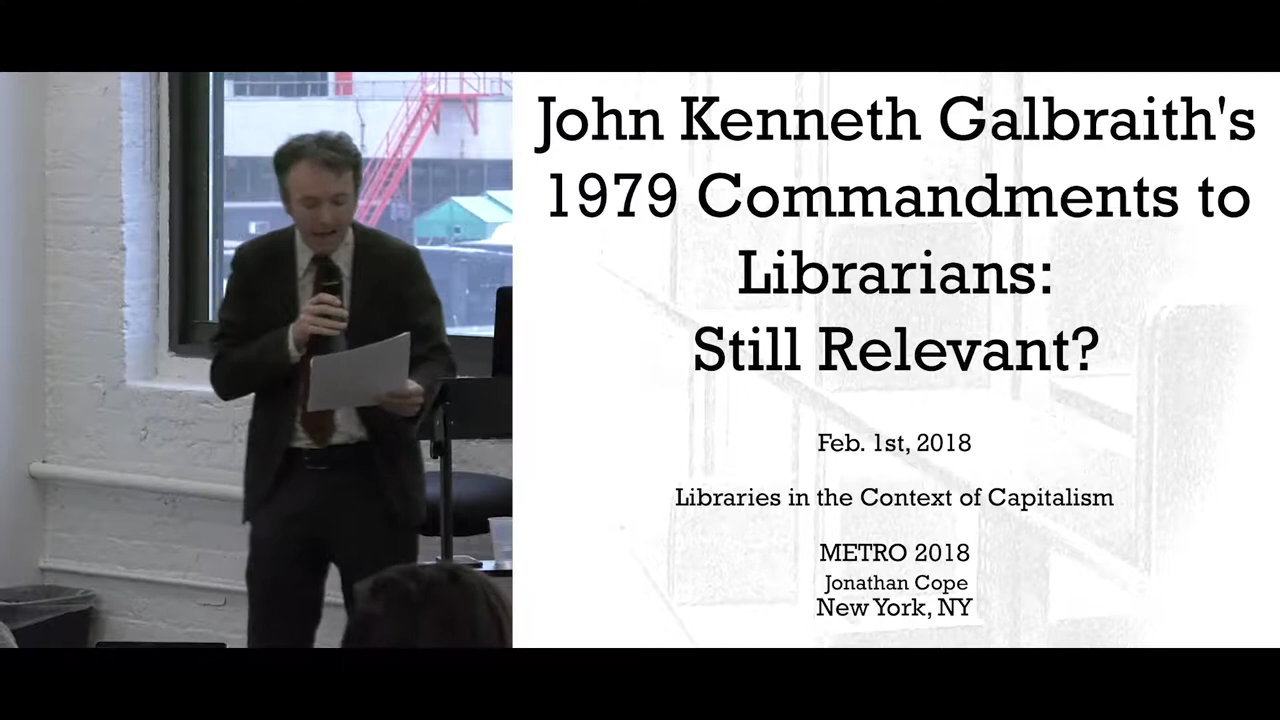 John Kenneth Galbraith's
1979 Commandments to
Librarians:
Still Relevant?
Feb. 1st, 2018
Libraries in the Context of Capitalism
METRO 2018
Jonathan Cope
New York, NY